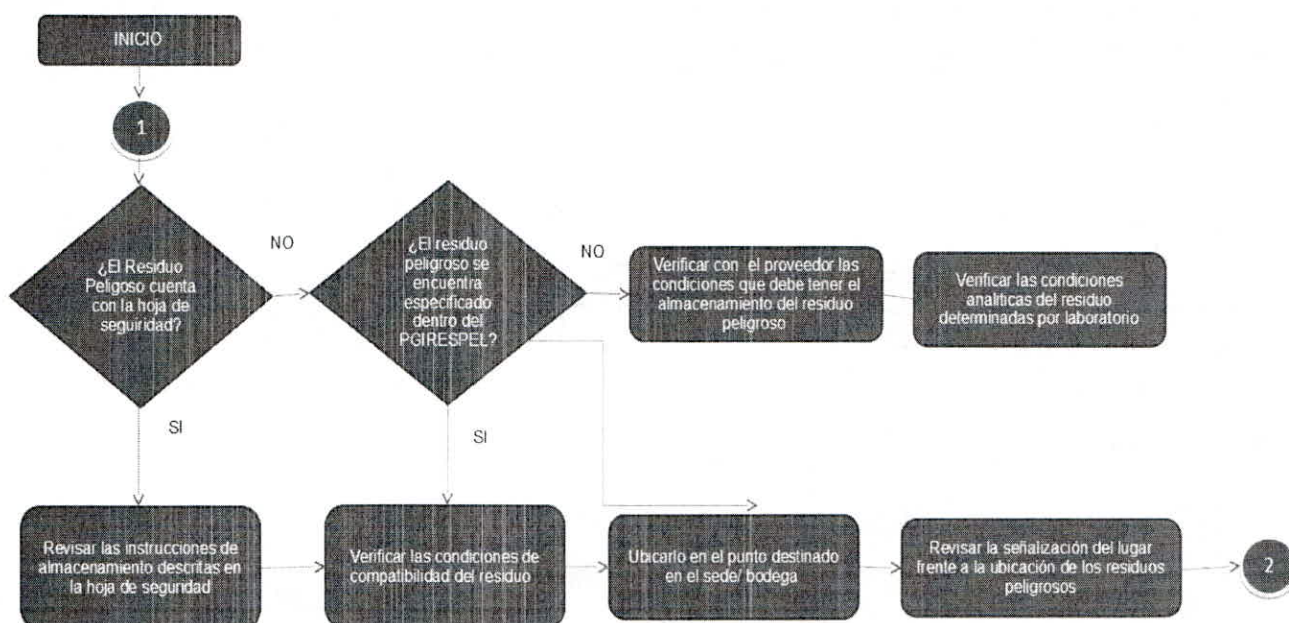 INICIO
1
¿El Residuo
Peligoso cuenta
con la hoja de
seguiridad?
NO
¿El residuo
peligroso se
encuentra
especificado
dentro del
PGIRESPEL?
NO
Verificar con el proveedor las
condiciones que debe tener el
almacenamiento del residuo
peligroso
Verificar las condiciones
analiticas del residuo
determinadas por laboratorio
SI
SI
Revisar las instrucciones de
almacenamiento descritas en
la hoja de seguridad
Verificar las condiciones de
compatibilidad del residuo
Ubicarlo en el punto destinado
en el sede/ bodega
Revisar la señalización del lugar
frente a la ubicación de los residuos
peligrosos
2